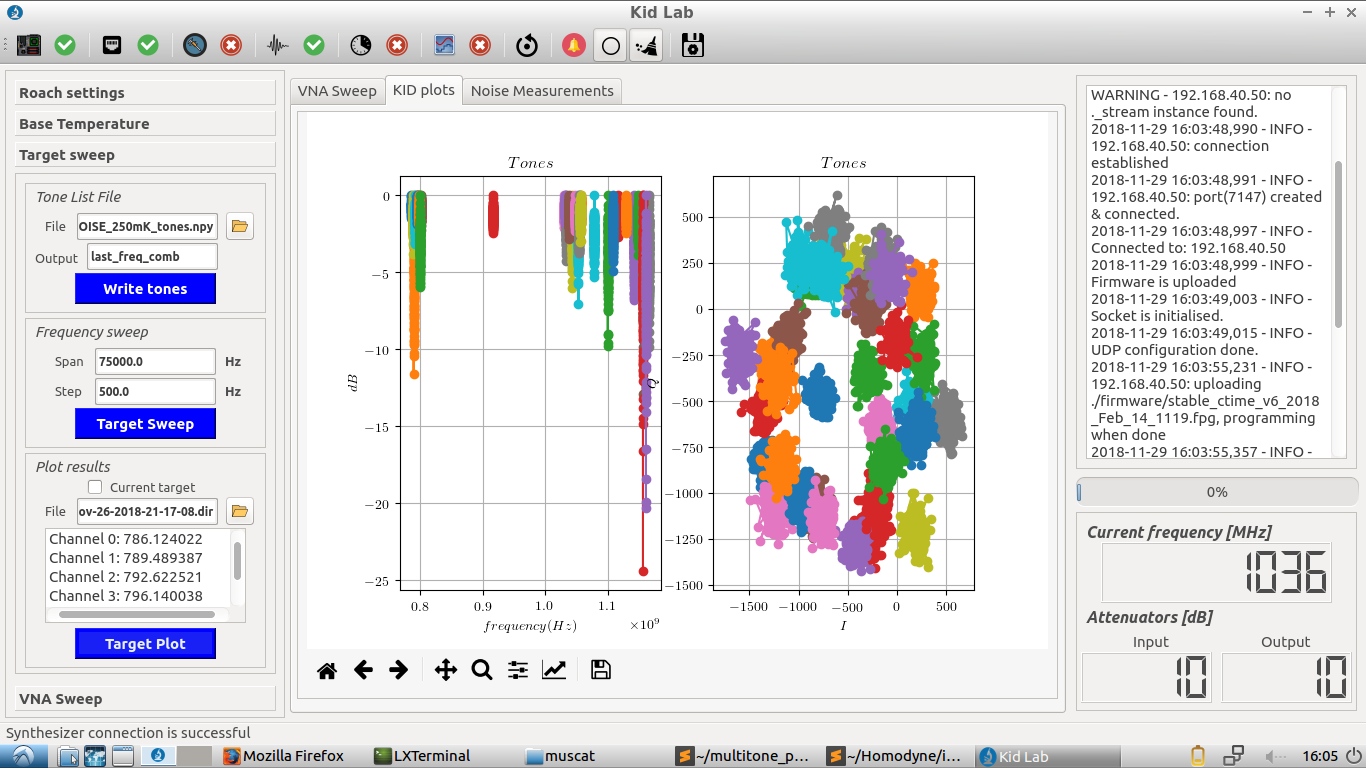 Kid Lab
Roach settings
Base Temperature
Target sweep
Tone List File
File OISE_250mK_tones.npy
Output last_freq_comb
Write tones
Frequency sweep
Span 75000.0 Hz
Step 500.0 Hz
Target Sweep
Plot results
Current target
File ov-26-2018-21-17-08.dir
Channel 0: 786.124022
Channel 1: 789.489387
Channel 2: 792.622521
Channel 3: 796.140038
Target Plot
VNA Sweep
Synthesizer connection is successful
VNA Sweep KID plots Noise Measurements
Tones
0
−5
−10
−15
−20
−25
dB
0.8 0.9 1.0 1.1
frequency(Hz) ×10⁹
Tones
500
250
0
−250
−500
−750
−1000
−1250
−1500
Q
−1500 −1000 −500 0 500
I
WARNING - 192.168.40.50: no
._stream instance found.
2018-11-29 16:03:48,990 - INFO -
192.168.40.50: connection
established
2018-11-29 16:03:48,991 - INFO -
192.168.40.50: port(7147) created
& connected.
2018-11-29 16:03:48,997 - INFO -
Connected to: 192.168.40.50
2018-11-29 16:03:48,999 - INFO -
Firmware is uploaded
2018-11-29 16:03:49,003 - INFO -
Socket is initialised.
2018-11-29 16:03:49,015 - INFO -
UDP configuration done.
2018-11-29 16:03:55,231 - INFO -
192.168.40.50: uploading
./firmware/stable_ctime_v6_2018
_Feb_14_1119.fpg, programming
when done
2018-11-29 16:03:55,357 - INFO -
0%
Current frequency [MHz]
1036
Attenuators [dB]
Input Output
10 10
Mozilla Firefox LXTerminal muscat ~/multitone_p... ~/Homodyne/i... Kid Lab 16:05